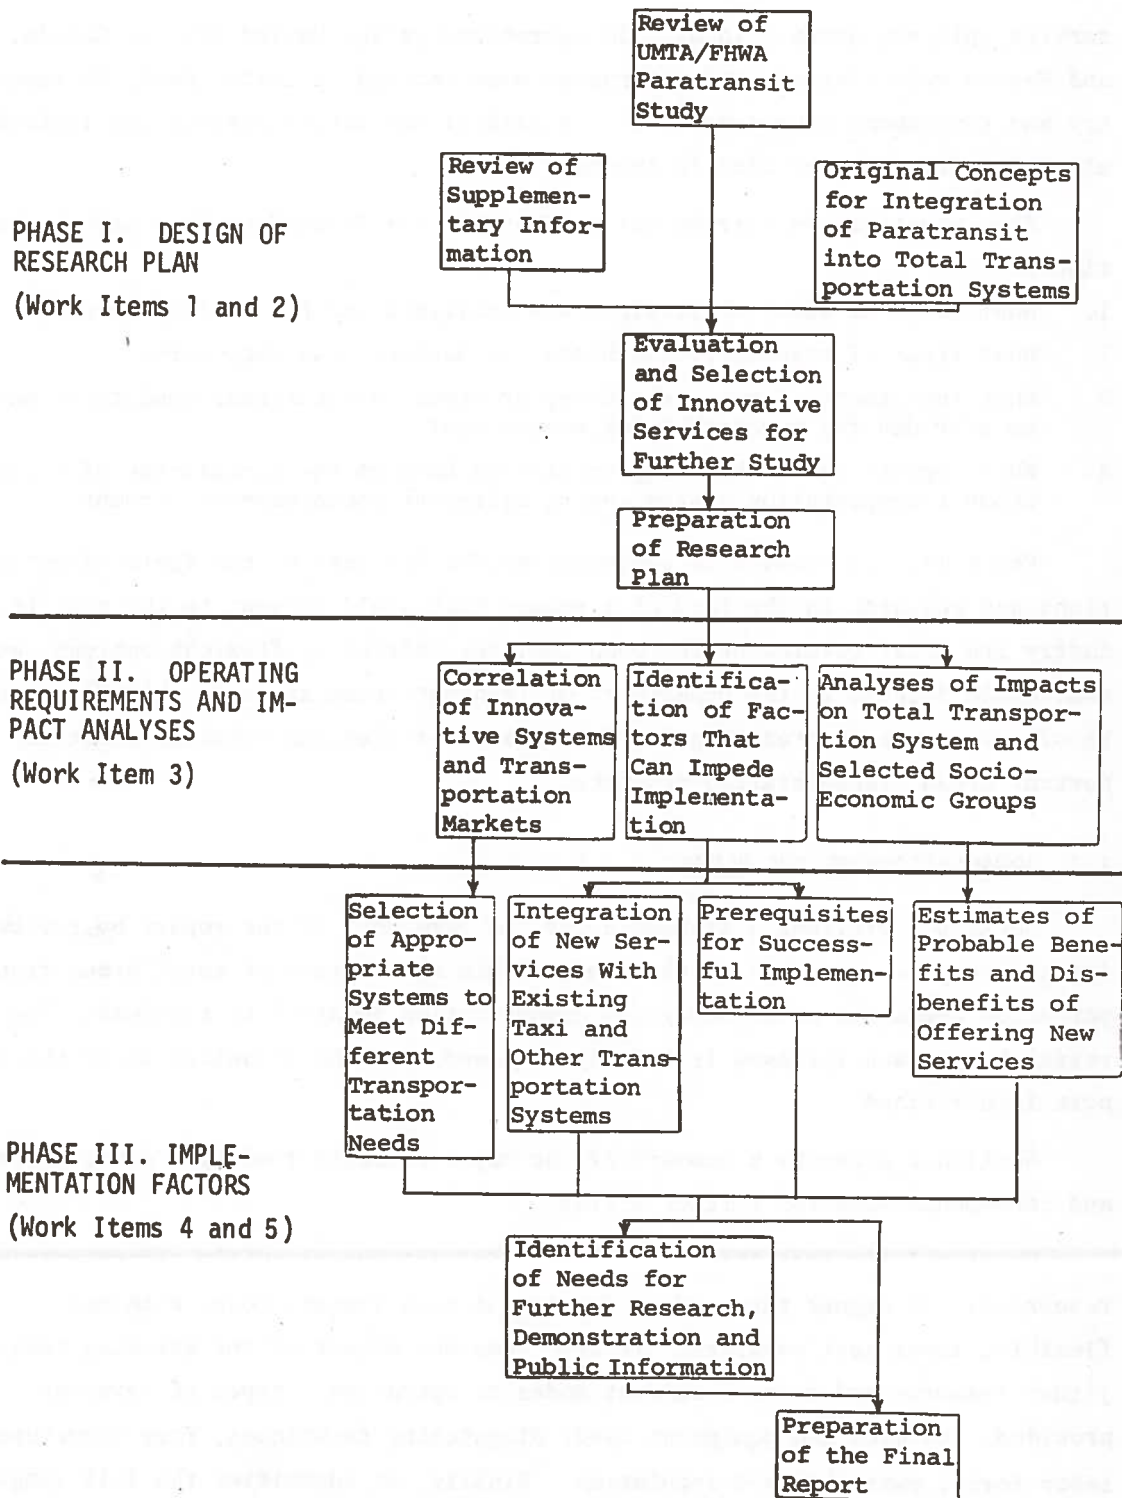 Review of
UMTA/FHWA
Paratransit
Study
Review of
Supplemen-
tary Infor-
mation
Original Concepts
for Integration
of Paratransit
into Total Trans-
portation Systems
PHASE I. DESIGN OF
RESEARCH PLAN
(Work Items 1 and 2)
Evaluation
and Selection
of Innovative
Services for
Further Study
Preparation
of Research
Plan
PHASE II. OPERATING
REQUIREMENTS AND IM-
PACT ANALYSES
(Work Item 3)
Correlation
of Innova-
tive Systems
and Trans-
portation
Markets
Identifica-
tion of Fac-
tors That
Can Impede
Implementa-
tion
Analyses of Impacts
on Total Transpor-
tion System and
Selected Socio-
Economic Groups
Selection
of Appro-
priate
Systems to
Meet Dif-
ferent
Transpor-
tation
Needs
Integration
of New Ser-
vices With
Existing
Taxi and
Other Trans-
portation
Systems
Prerequisites
for Success-
ful Implemen-
tation
Estimates of
Probable Bene-
fits and Dis-
benefits of
Offering New
Services
PHASE III. IMPLE-
MENTATION FACTORS
(Work Items 4 and 5)
Identification
of Needs for
Further Research,
Demonstration and
Public Information
Preparation
of the Final
Report